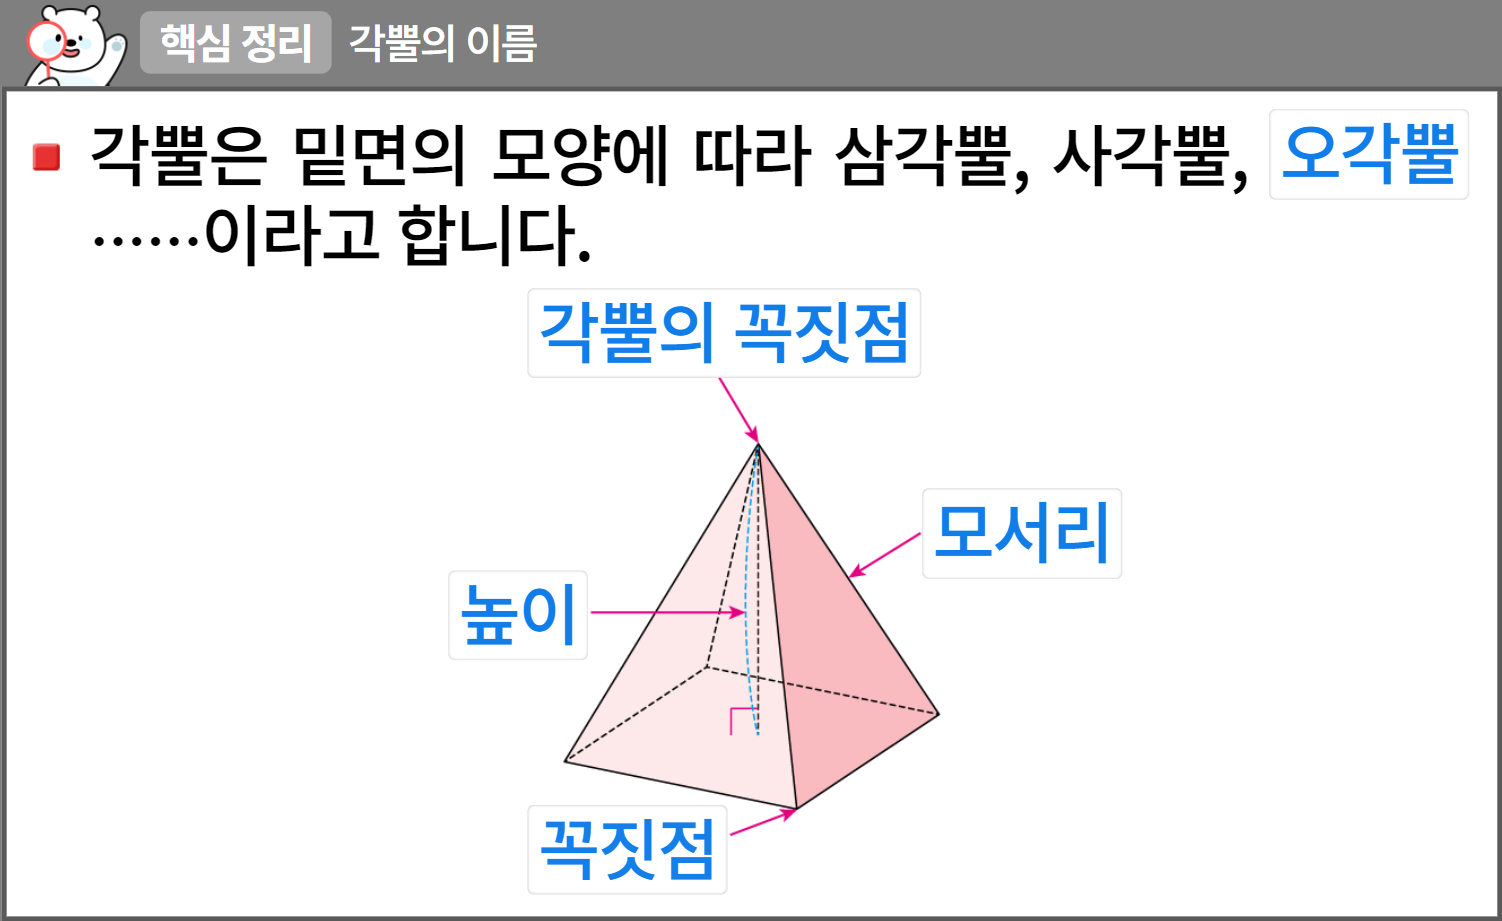 핵심 정리 각뿔의 이름
각뿔은 밑면의 모양에 따라 삼각뿔, 사각뿔, 오각뿔
……이라고 합니다.
각뿔의 꼭짓점
모서리
높이
꼭짓점